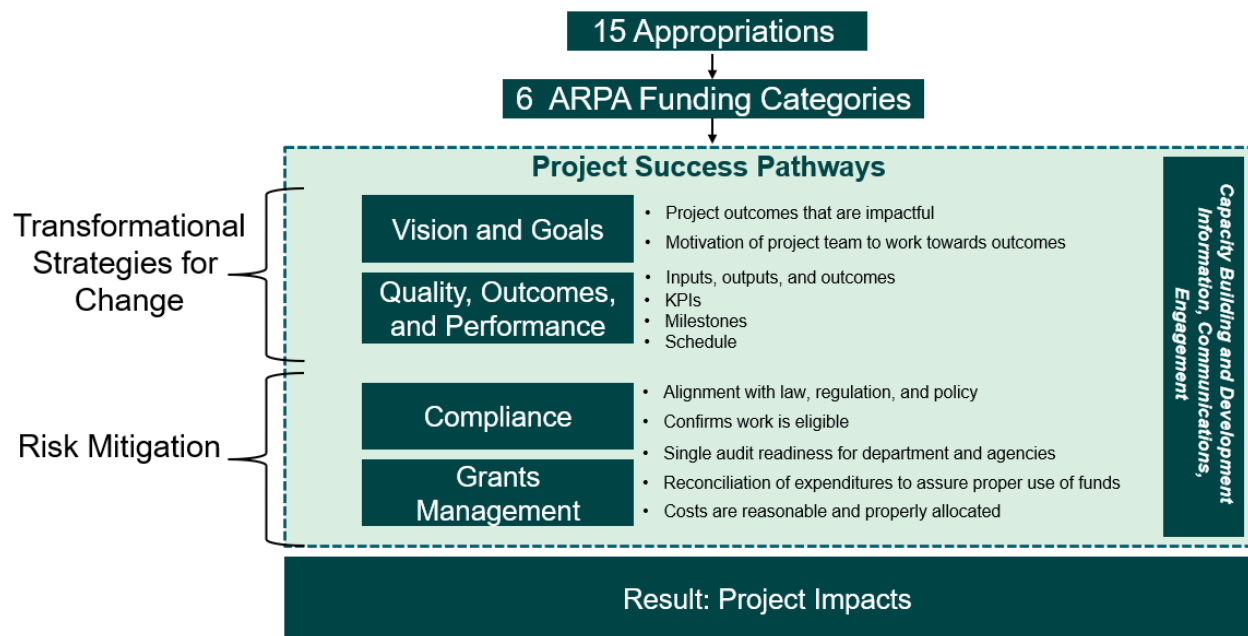 15 Appropriations
6 ARPA Funding Categories
Project Success Pathways
Transformational
Strategies for
Change
Vision and Goals
• Project outcomes that are impactful
• Motivation of project team to work towards outcomes
Quality, Outcomes,
and Performance
• Inputs, outputs, and outcomes
• KPIs
• Milestones
• Schedule
Risk Mitigation
Compliance
• Alignment with law, regulation, and policy
• Confirms work is eligible
Grants
Management
• Single audit readiness for department and agencies
• Reconciliation of expenditures to assure proper use of funds
• Costs are reasonable and properly allocated
Capacity Building and Development
Information, Communications,
Engagement
Result: Project Impacts